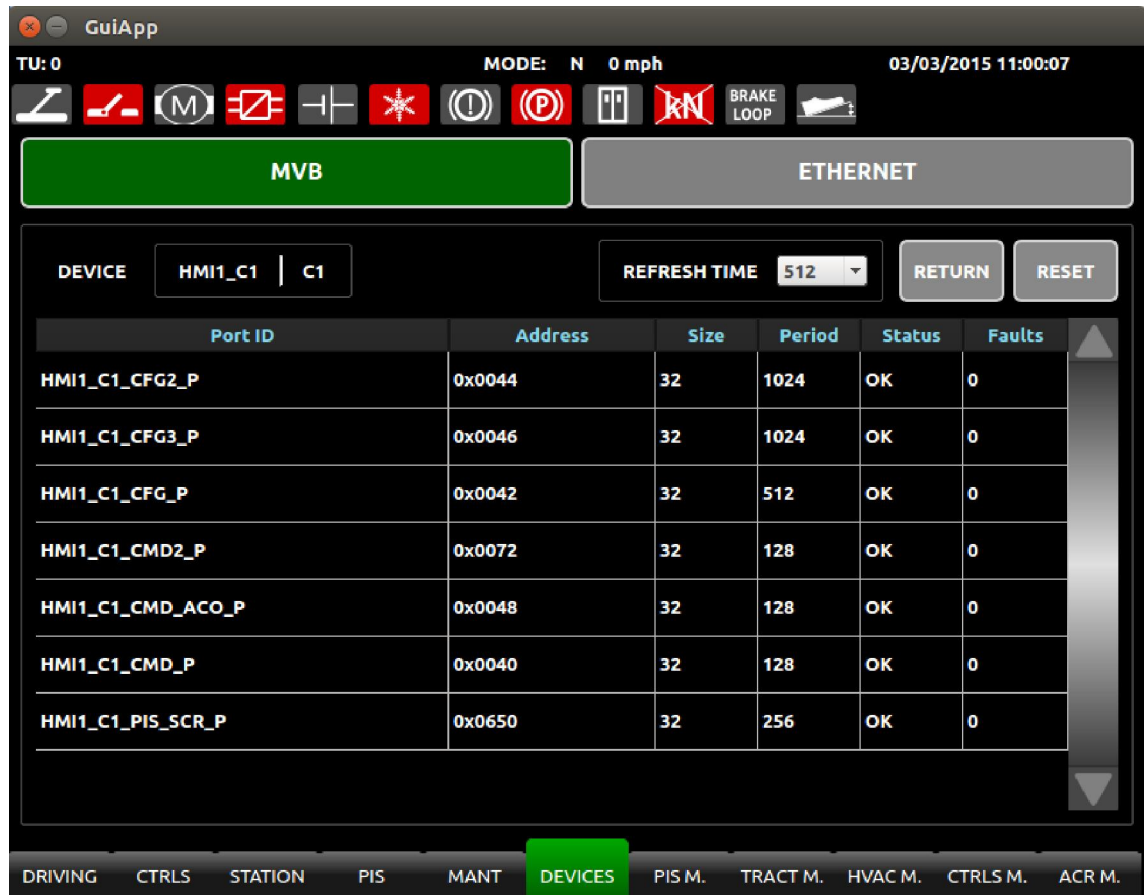 GuiApp
TU: 0 MODE: N 0 mph 03/03/2015 11:00:07
M P kN BRAKE LOOP
MVB ETHERNET
DEVICE HMI1_C1 C1 REFRESH TIME 512 RETURN RESET
Port ID Address Size Period Status Faults
HMI1_C1_CFG2_P 0x0044 32 1024 OK 0
HMI1_C1_CFG3_P 0x0046 32 1024 OK 0
HMI1_C1_CFG_P 0x0042 32 512 OK 0
HMI1_C1_CMD2_P 0x0072 32 128 OK 0
HMI1_C1_CMD_ACO_P 0x0048 32 128 OK 0
HMI1_C1_CMD_P 0x0040 32 128 OK 0
HMI1_C1_PIS_SCR_P 0x0650 32 256 OK 0
DRIVING CTRLS STATION PIS MANT DEVICES PIS M. TRACT M. HVAC M. CTRLS M. ACR M.